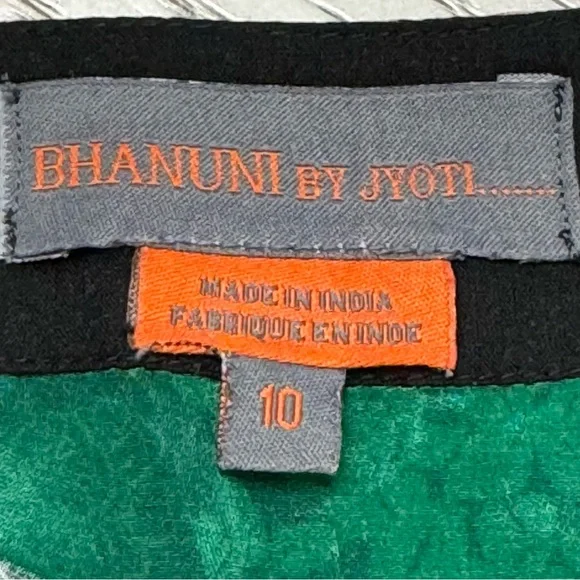 BHANUNI BY JYOTI.......
MADE IN INDIA
FABRIQUE EN INDE
10